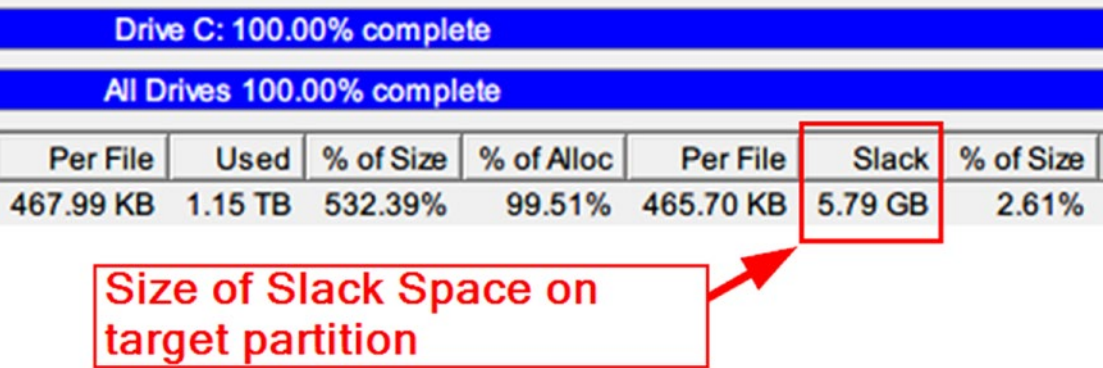 Drive C: 100.00% complete
All Drives 100.00% complete
Per File Used % of Size % of Alloc Per File Slack % of Size
467.99 KB 1.15 TB 532.39% 99.51% 465.70 KB 5.79 GB 2.61%
Size of Slack Space on
target partition